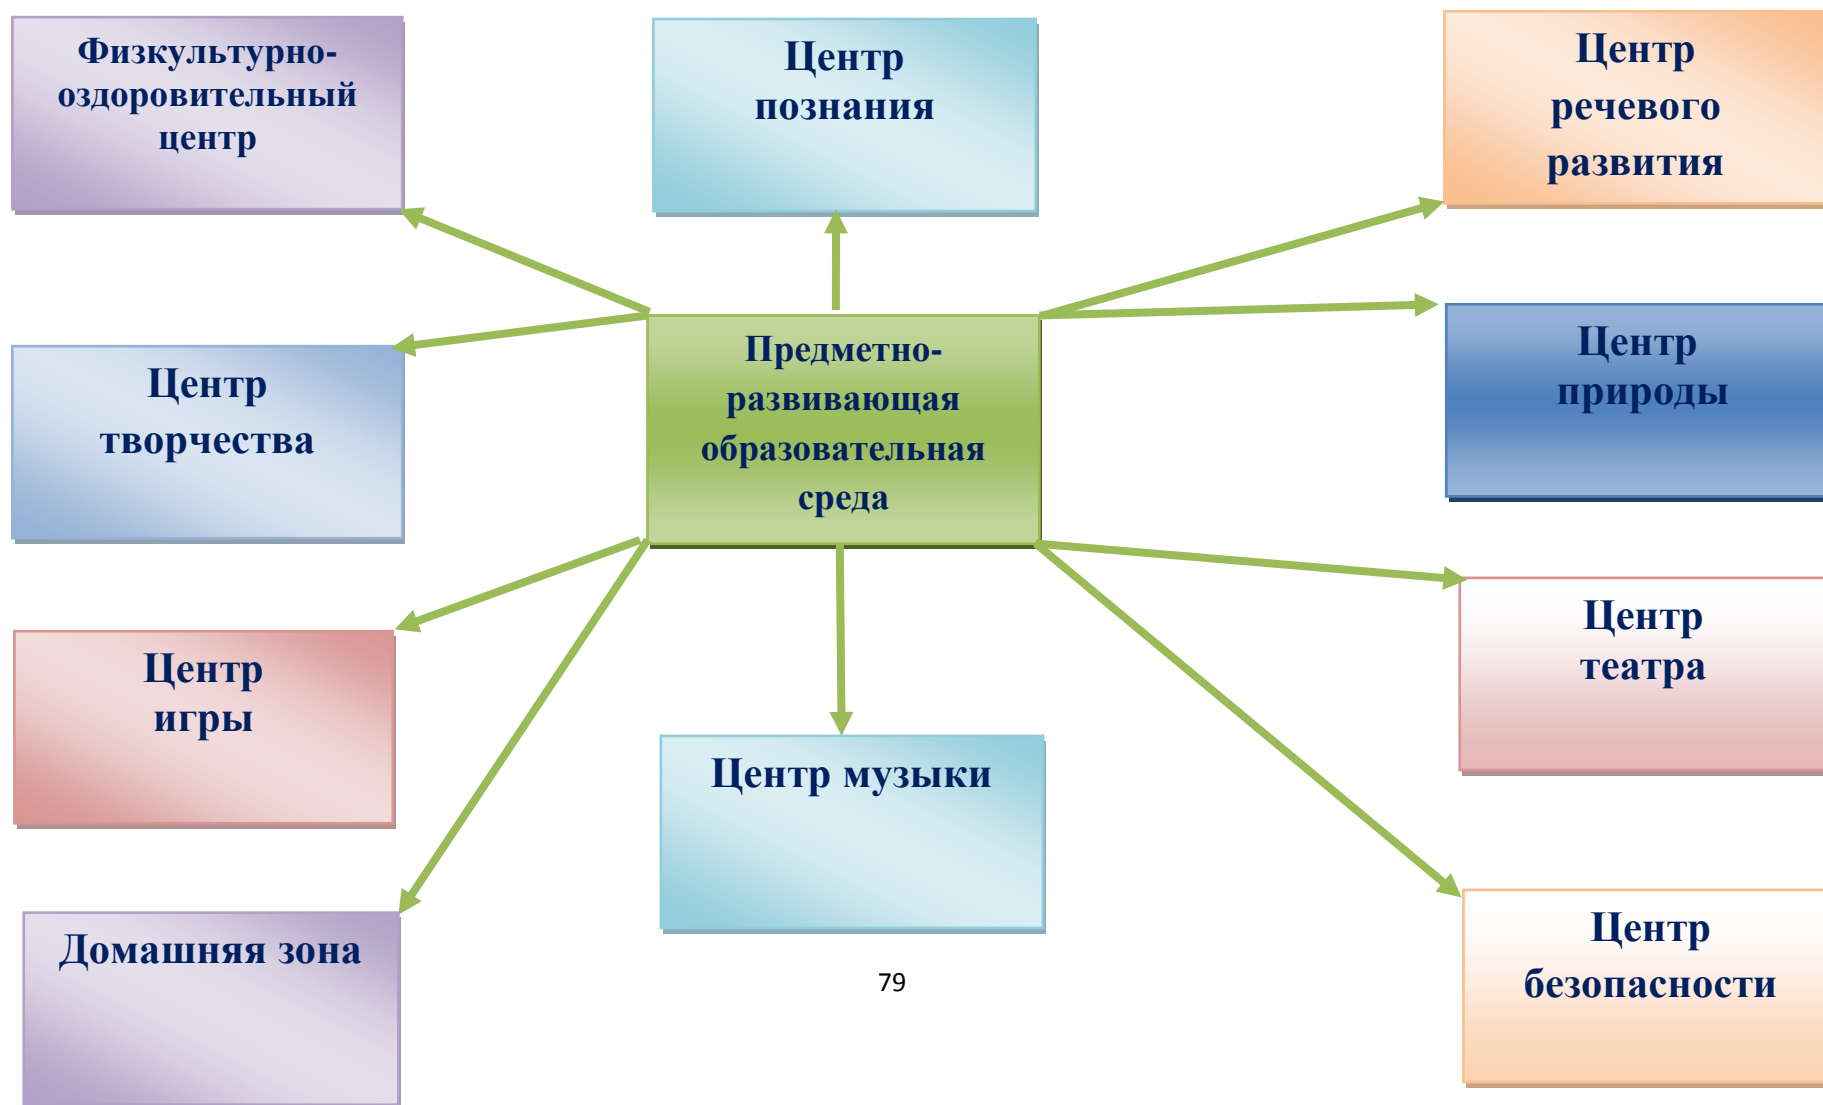 Физкультурно-
оздоровительный
центр
Центр
познания
Центр
речевого
развития
Центр
творчества
Предметно-
развивающая
образовательная
среда
Центр
природы
Центр
игры
Центр музыки
Центр
театра
Домашняя зона
Центр
безопасности
79